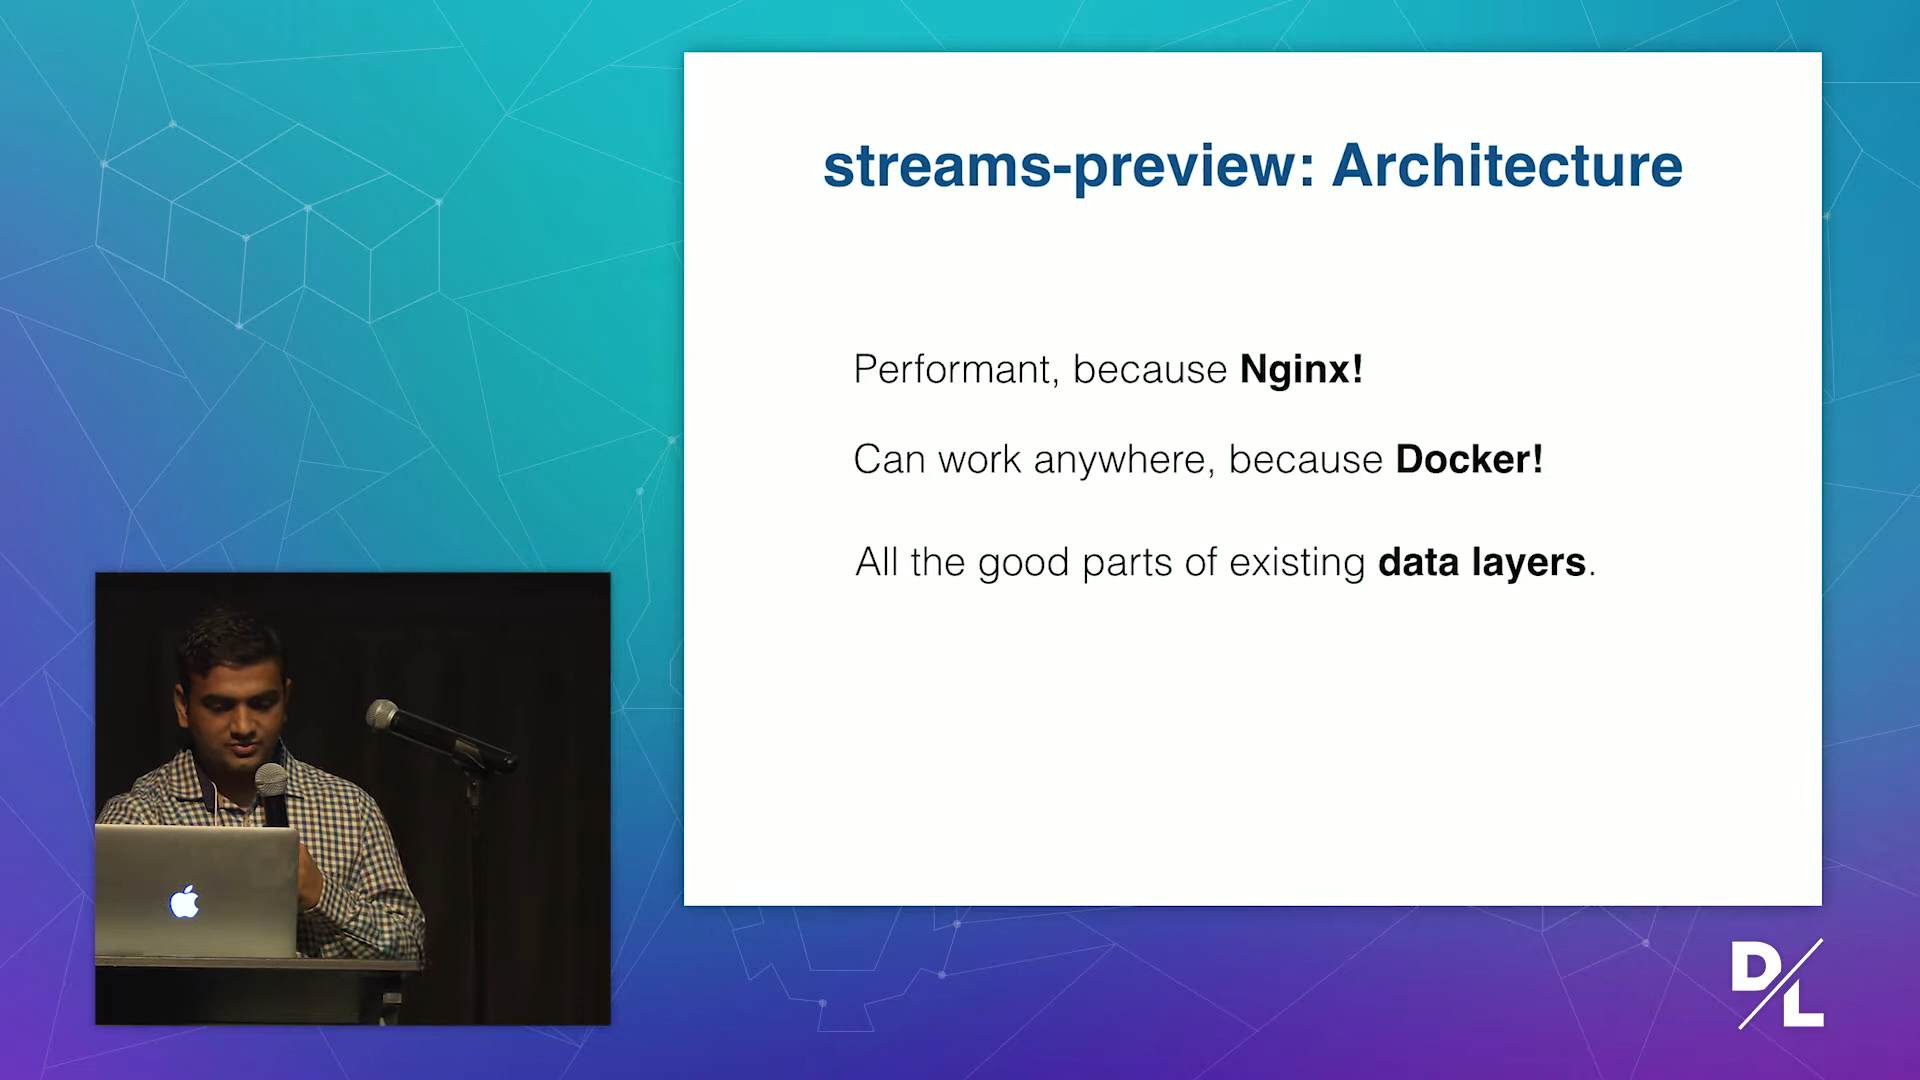 streams-preview: Architecture
Performant, because Nginx!
Can work anywhere, because Docker!
All the good parts of existing data layers.
D/L